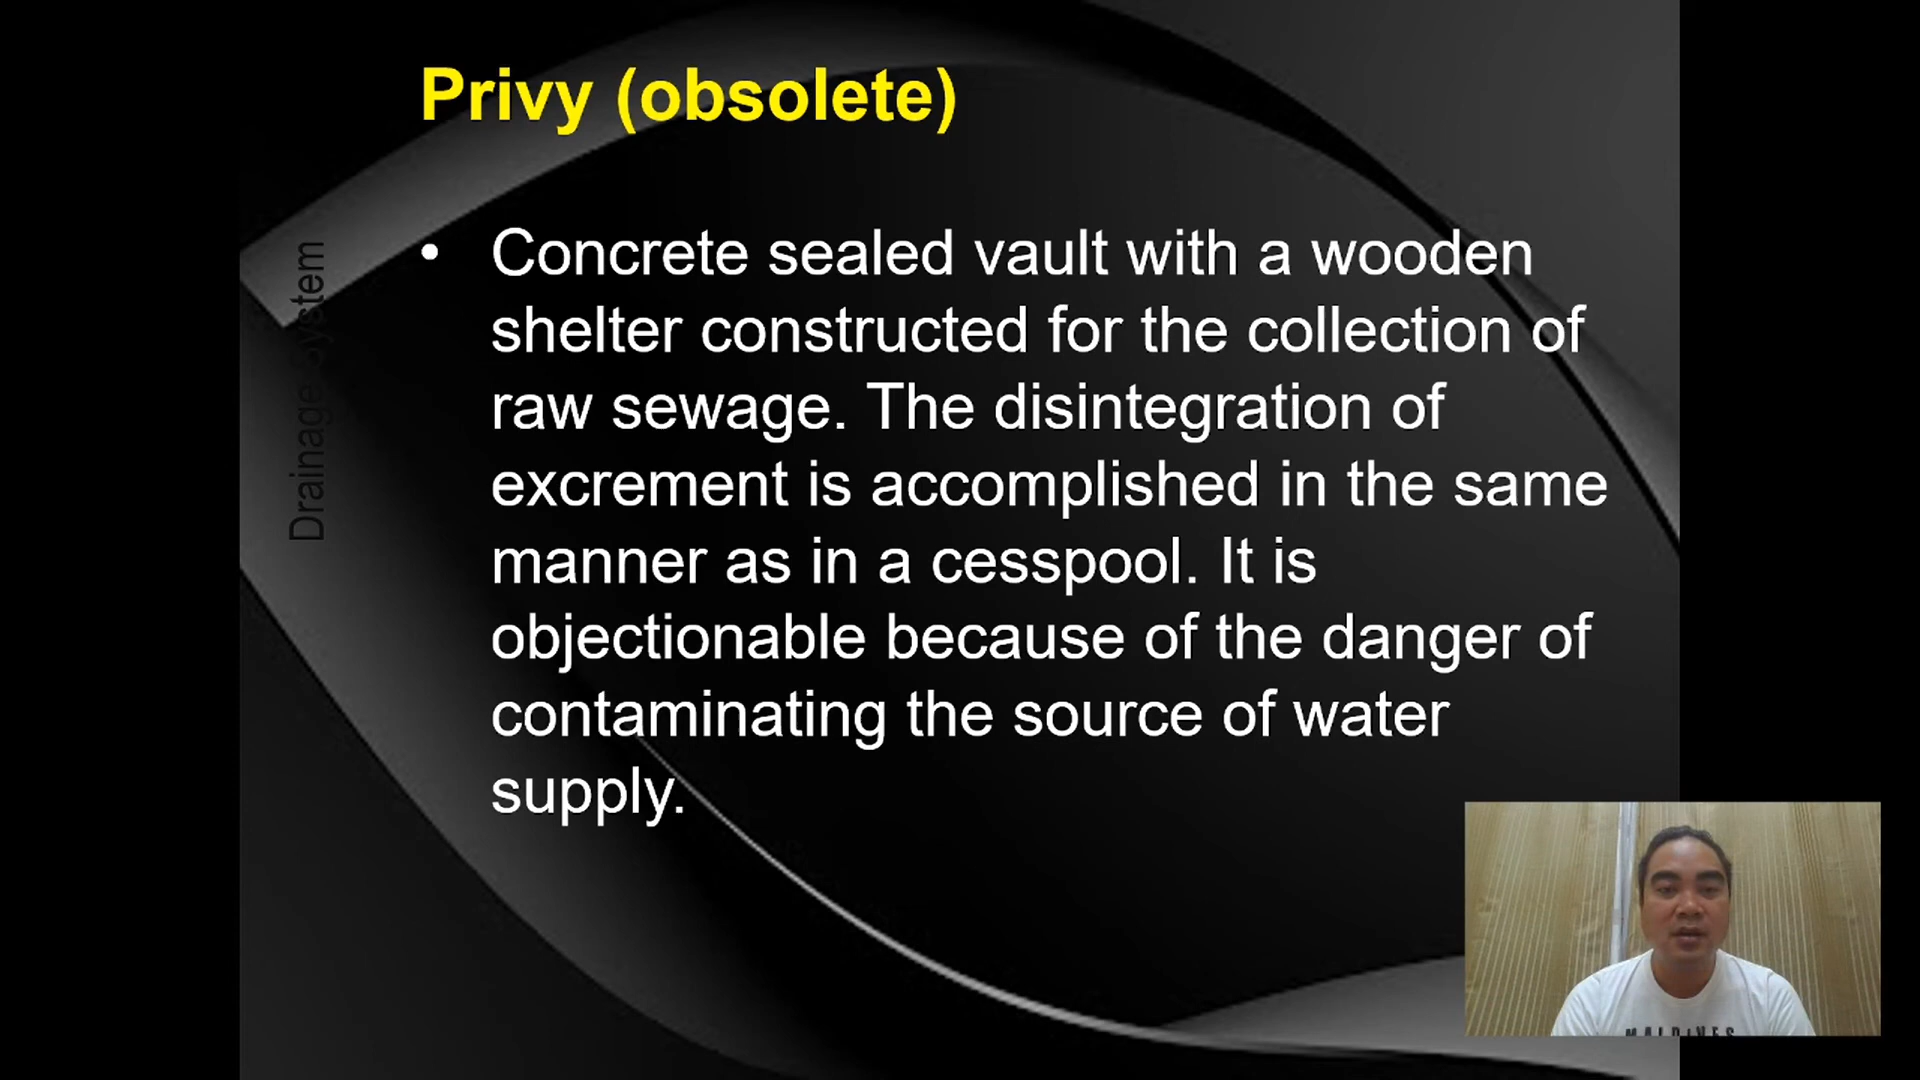 Privy (obsolete)
• Concrete sealed vault with a wooden
shelter constructed for the collection of
raw sewage. The disintegration of
excrement is accomplished in the same
manner as in a cesspool. It is
objectionable because of the danger of
contaminating the source of water
supply.
Drainage System
MALDIVES